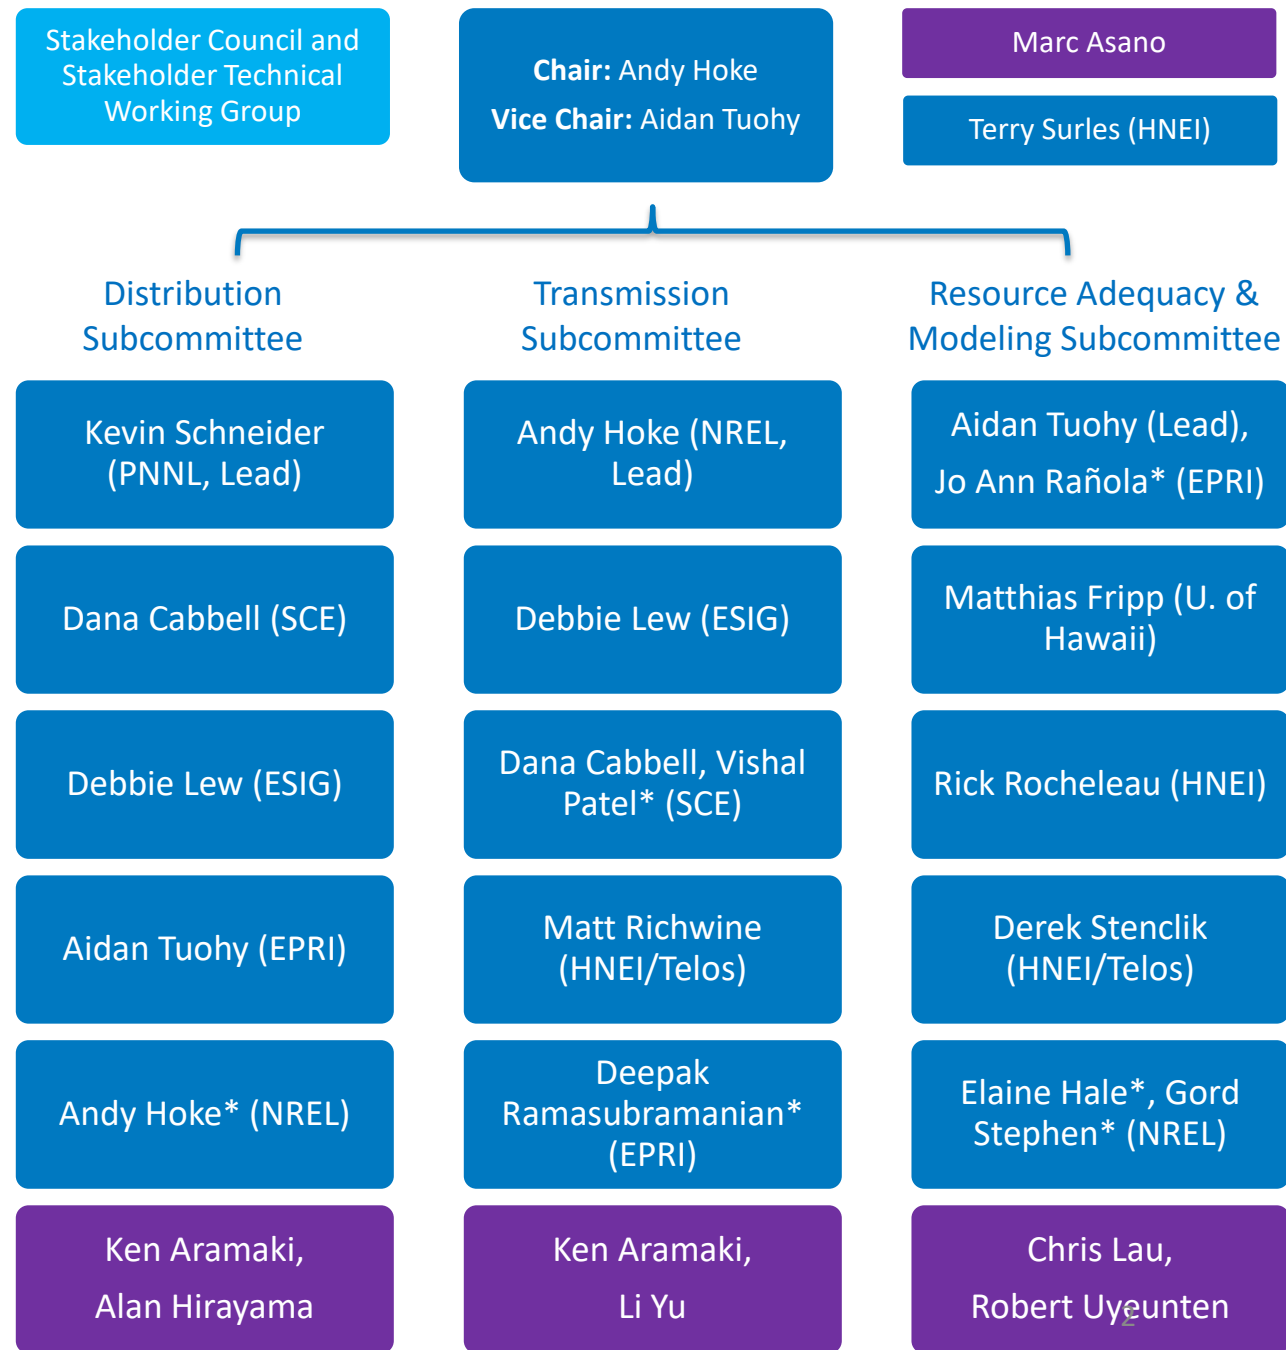 Stakeholder Council and
Stakeholder Technical
Working Group
Chair: Andy Hoke
Vice Chair: Aidan Tuohy
Marc Asano
Terry Surles (HNEI)
Distribution
Subcommittee
Kevin Schneider
(PNNL, Lead)
Dana Cabbell (SCE)
Debbie Lew (ESIG)
Aidan Tuohy (EPRI)
Andy Hoke* (NREL)
Ken Aramaki,
Alan Hirayama
Transmission
Subcommittee
Andy Hoke (NREL,
Lead)
Debbie Lew (ESIG)
Dana Cabbell, Vishal
Patel* (SCE)
Matt Richwine
(HNEI/Telos)
Deepak
Ramasubramanian*
(EPRI)
Ken Aramaki,
Li Yu
Resource Adequacy &
Modeling Subcommittee
Aidan Tuohy (Lead),
Jo Ann Rañola* (EPRI)
Matthias Fripp (U. of
Hawaii)
Rick Rocheleau (HNEI)
Derek Stenclik
(HNEI/Telos)
Elaine Hale*, Gord
Stephen* (NREL)
Chris Lau,
Robert Uyeunten
2